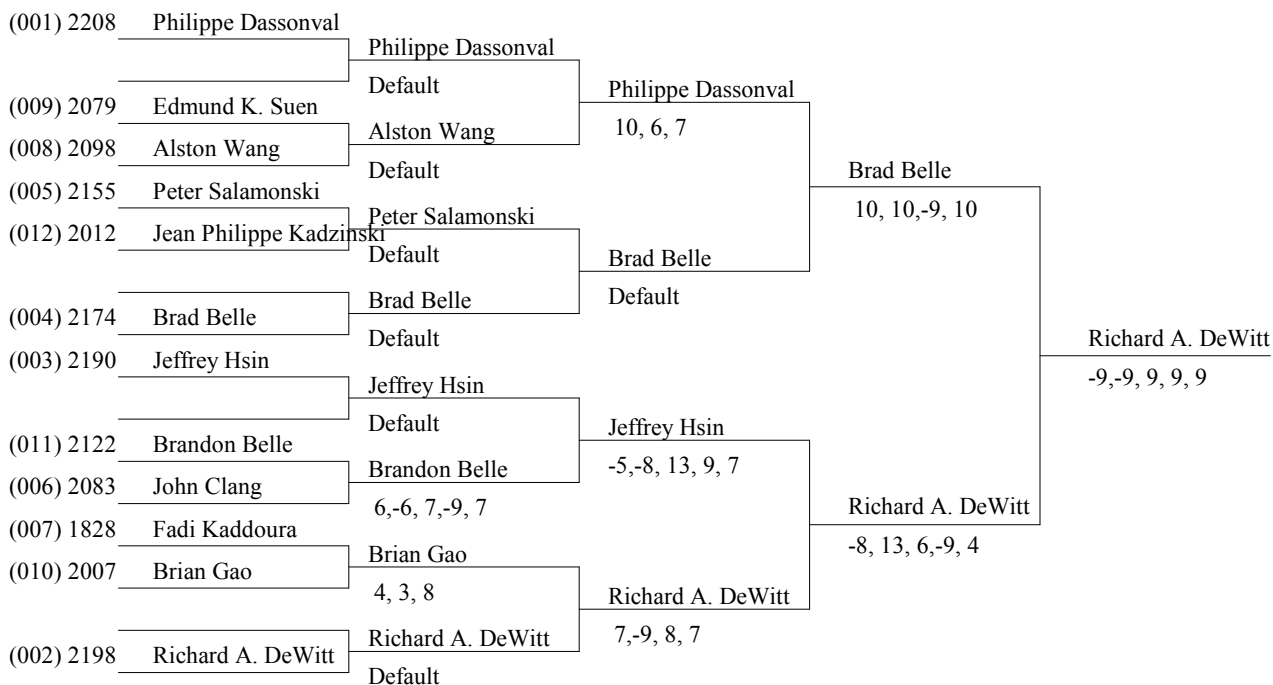 (001) 2208 Philippe Dassonval
Philippe Dassonval
Default
(009) 2079 Edmund K. Suen
Philippe Dassonval
10, 6, 7
Alston Wang
(008) 2098 Alston Wang
Default
Brad Belle
(005) 2155 Peter Salamonski
10, 10,-9, 10
Peter Salamonski
(012) 2012 Jean Philippe Kadzinski
Default
Brad Belle
Default
Brad Belle
(004) 2174 Brad Belle
Default
Richard A. DeWitt
-9,-9, 9, 9, 9
(003) 2190 Jeffrey Hsin
Jeffrey Hsin
Default
Jeffrey Hsin
-5,-8, 13, 9, 7
(011) 2122 Brandon Belle
Brandon Belle
(006) 2083 John Clang
6,-6, 7,-9, 7
Richard A. DeWitt
-8, 13, 6,-9, 4
(007) 1828 Fadi Kaddoura
Brian Gao
(010) 2007 Brian Gao
4, 3, 8
Richard A. DeWitt
7,-9, 8, 7
Richard A. DeWitt
(002) 2198 Richard A. DeWitt
Default